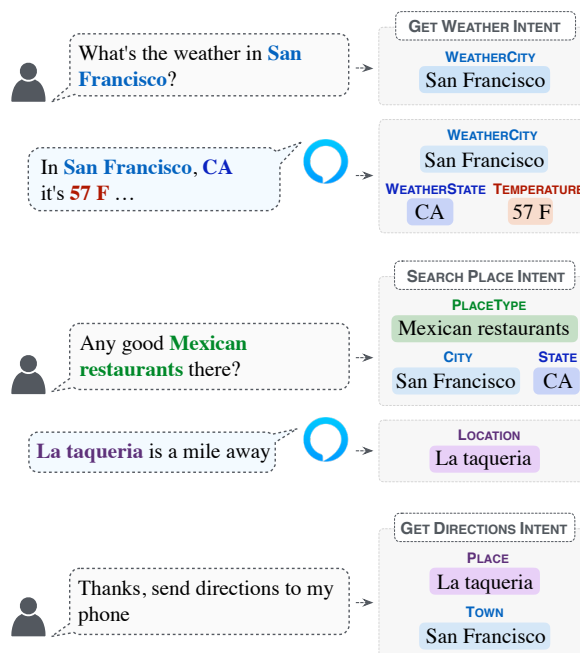 GET WEATHER INTENT
What's the weather in San
Francisco?
WEATHERCITY
San Francisco
In San Francisco, CA
it's 57 F ...
WEATHERCITY
San Francisco
WEATHERSTATE TEMPERATURE
CA 57 F
SEARCH PLACE INTENT
Any good Mexican
restaurants there?
PLACETYPE
Mexican restaurants
CITY STATE
San Francisco CA
La taqueria is a mile away
LOCATION
La taqueria
GET DIRECTIONS INTENT
Thanks, send directions to my
phone
PLACE
La taqueria
TOWN
San Francisco